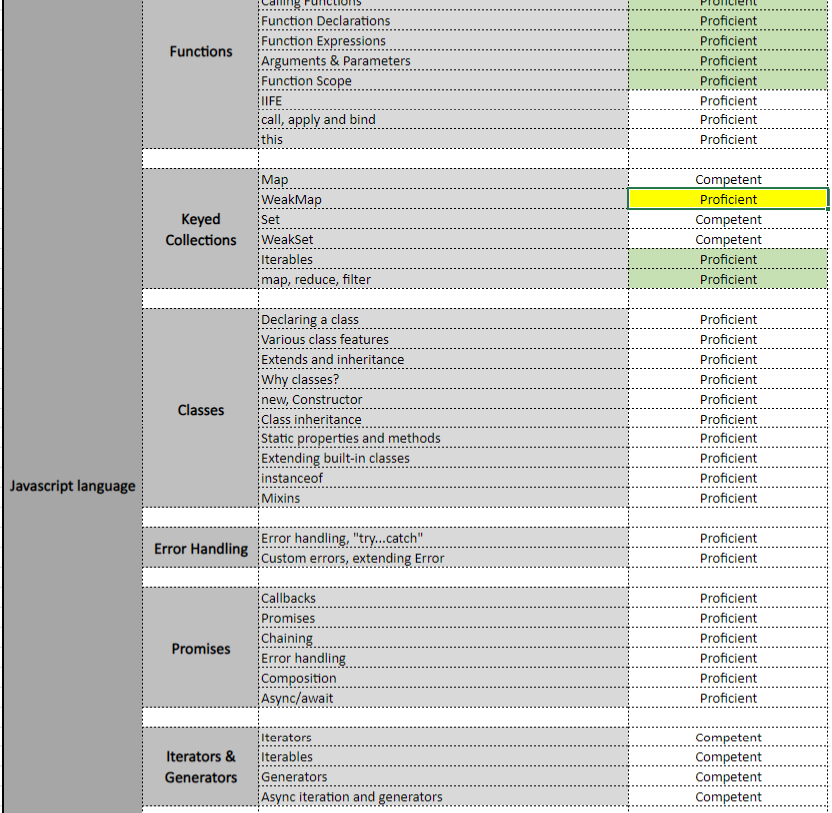 Calling Functions Proficient
Function Declarations Proficient
Functions Function Expressions Proficient
Arguments & Parameters Proficient
Function Scope Proficient
IIFE Proficient
call, apply and bind Proficient
this Proficient
Map Competent
WeakMap Proficient
Keyed Set Competent
Collections WeakSet Competent
Iterables Proficient
map, reduce, filter Proficient
Declaring a class Proficient
Various class features Proficient
Extends and inheritance Proficient
Why classes? Proficient
new, Constructor Proficient
Classes Class inheritance Proficient
Static properties and methods Proficient
Extending built-in classes Proficient
instanceof Proficient
Javascript language
Mixins Proficient
Error handling, "try...catch" Proficient
Error Handling
Custom errors, extending Error Proficient
Callbacks Proficient
Promises Proficient
Chaining Proficient
Promises Error handling Proficient
Composition Proficient
Async/await Proficient
Iterators Competent
Iterators & Iterables Competent
Generators Generators Competent
Async iteration and generators Competent